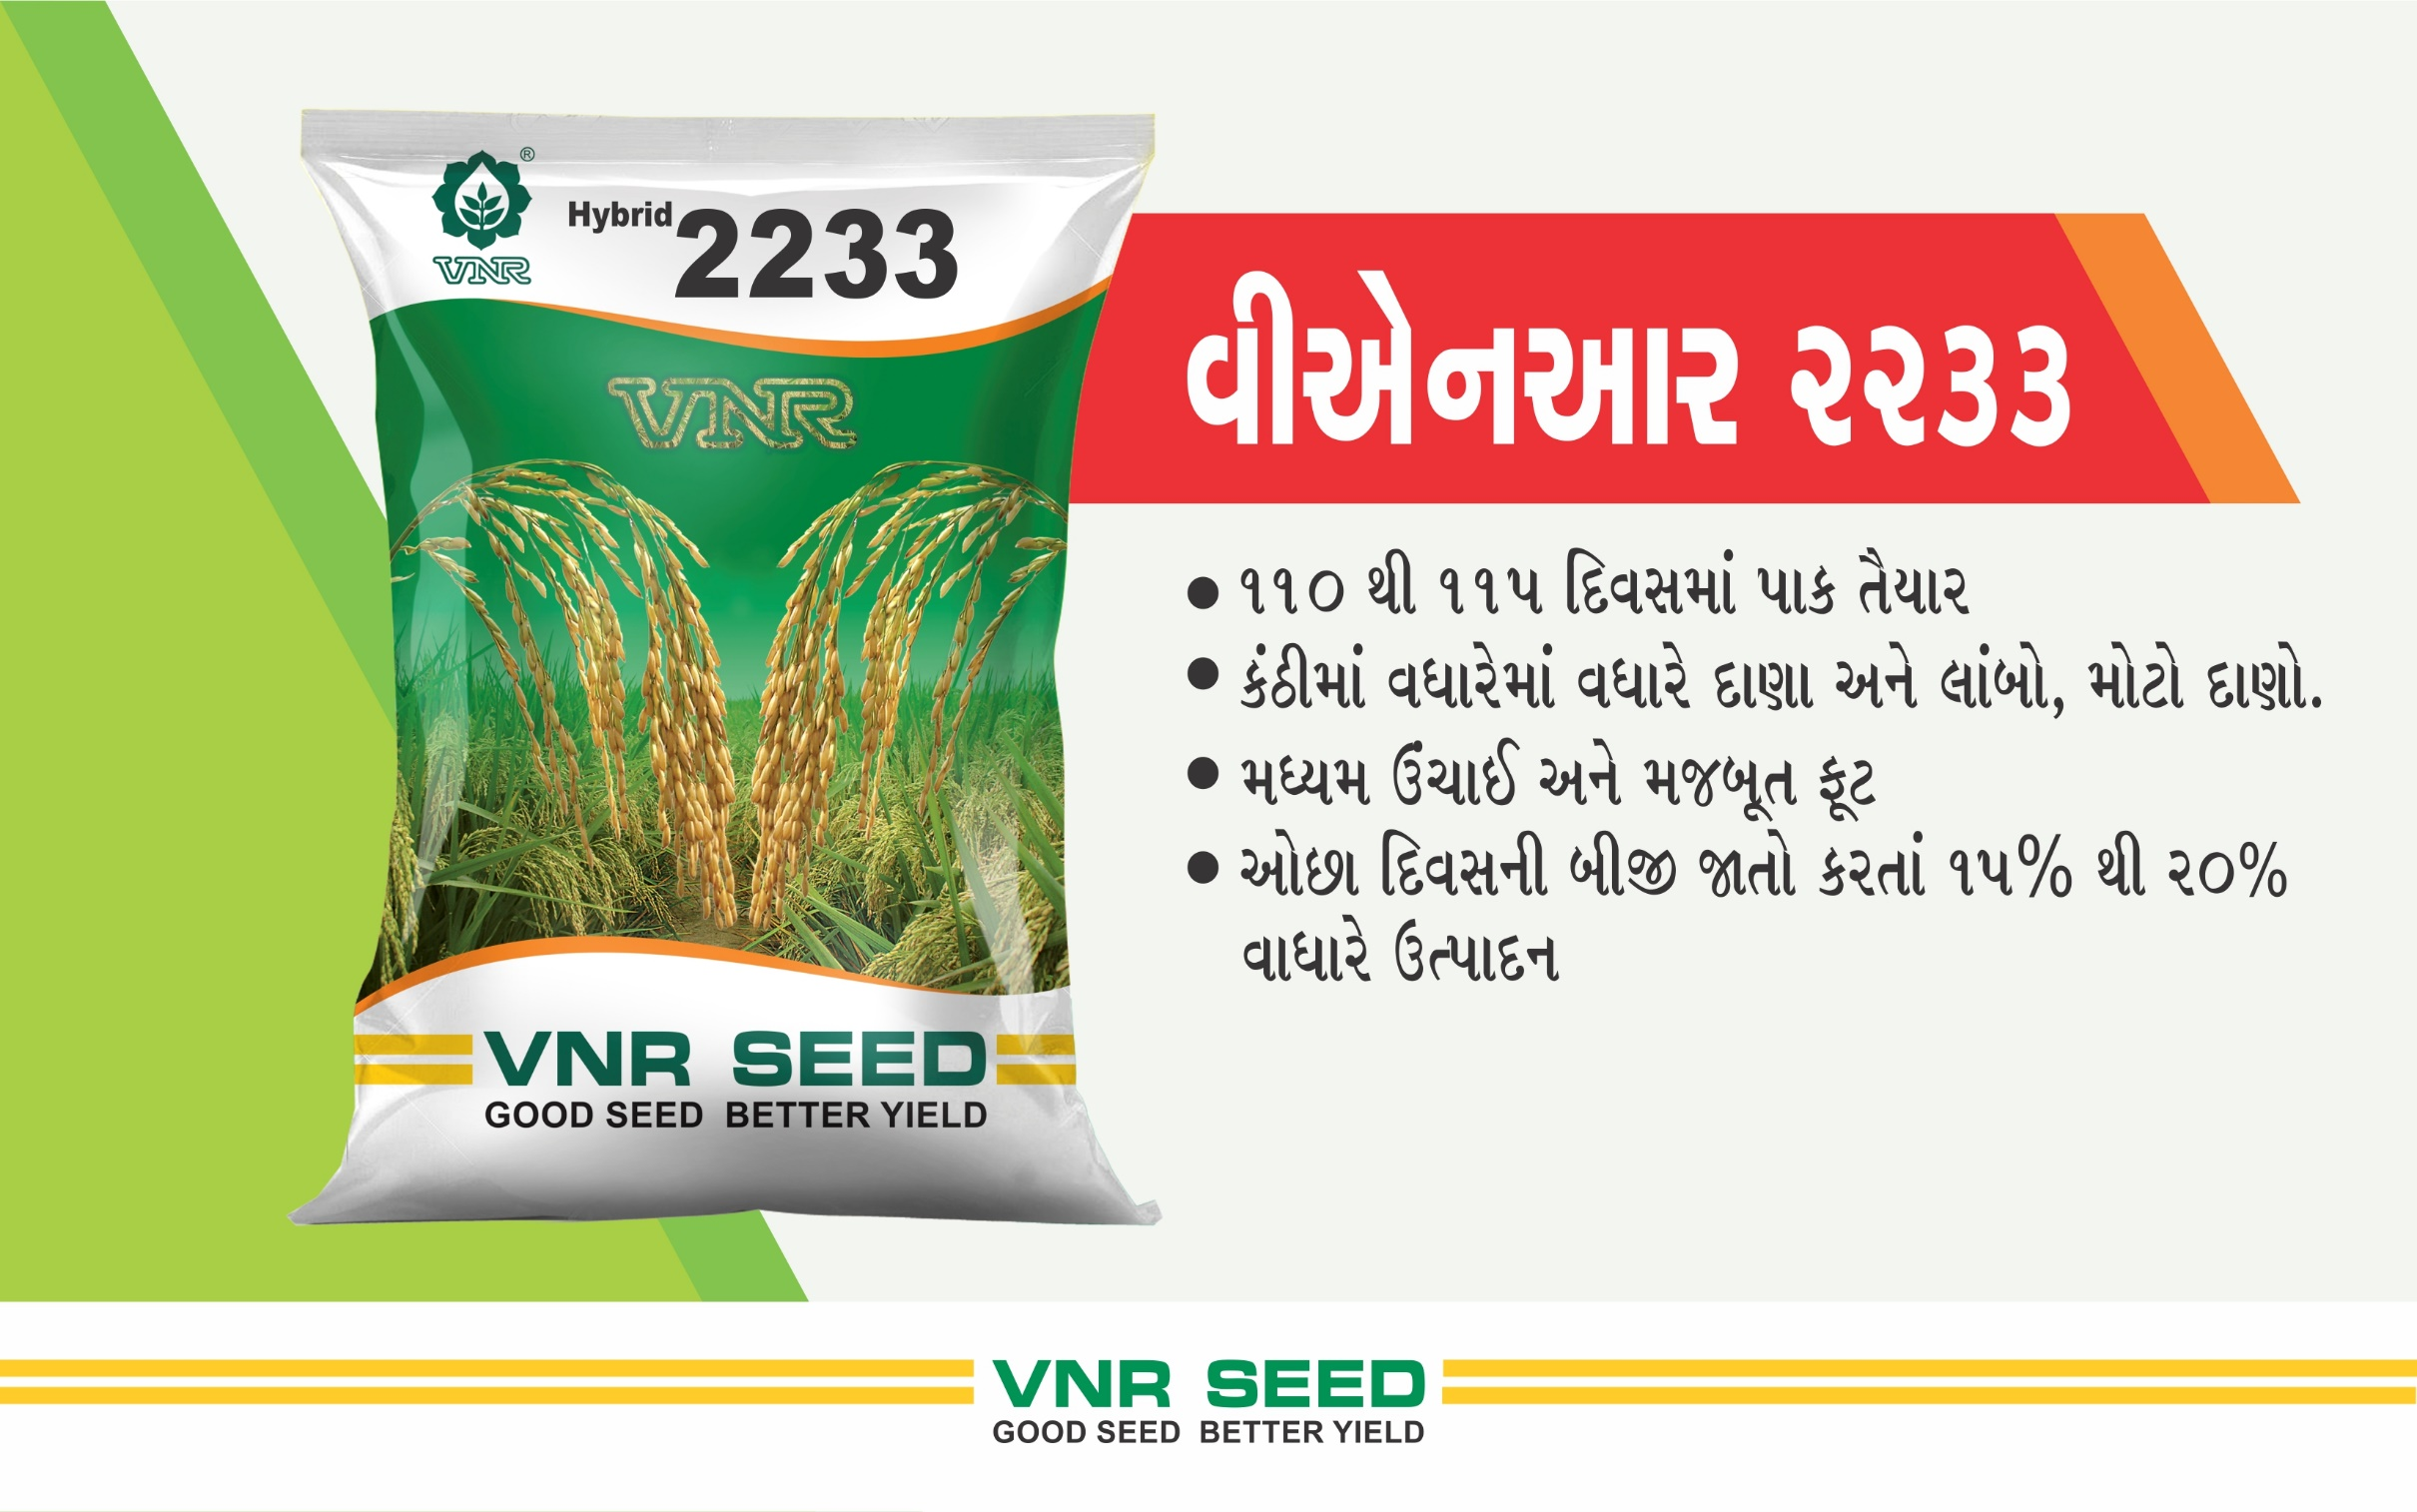 ®
VNR
Hybrid 2233
VNR
VNR SEED
GOOD SEED BETTER YIELD
વીએનઆર ૨૨૩૩
• ૧૧૦ થી ૧૧૫ દિવસમાં પાક તૈયાર
• કંઠીમાં વધારેમાં વધારે દાણા અને લાંબો, મોટો દાણો.
• મધ્યમ ઉંચાઈ અને મજબૂત ફૂટ
• ઓછા દિવસની બીજી જાતો કરતાં ૧૫% થી ૨૦%
વાધારે ઉત્પાદન
VNR SEED
GOOD SEED BETTER YIELD